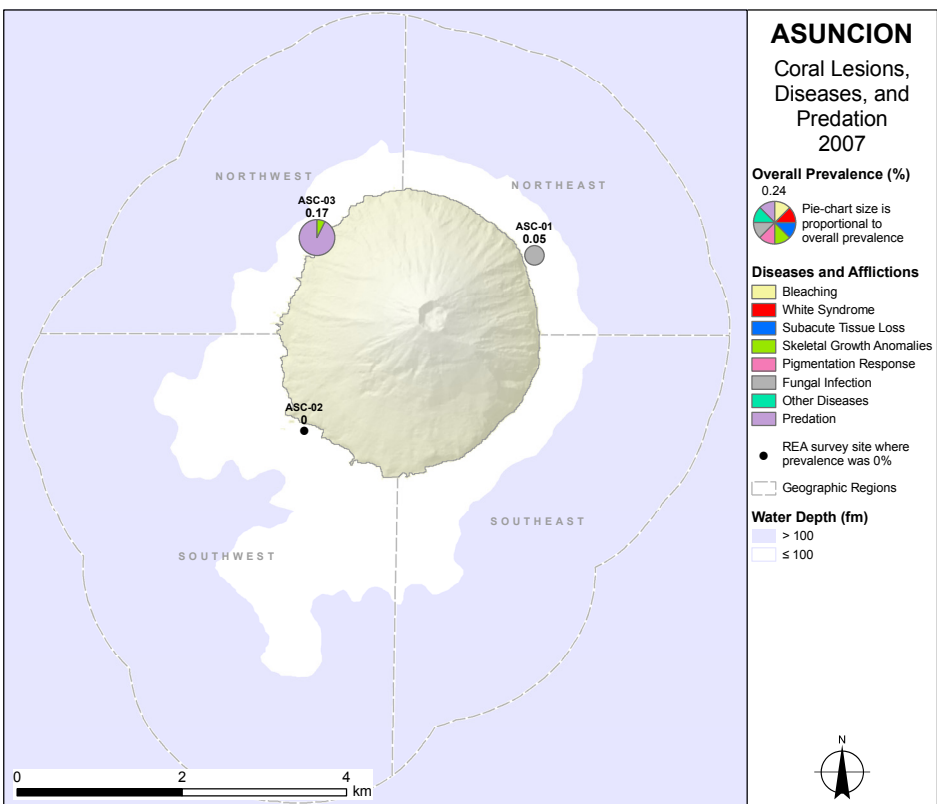 ASUNCION
Coral Lesions,
Diseases, and
Predation
2007
Overall Prevalence (%)
0.24
Pie-chart size is
proportional to
overall prevalence
Diseases and Afflictions
Bleaching
White Syndrome
Subacute Tissue Loss
Skeletal Growth Anomalies
Pigmentation Response
Fungal Infection
Other Diseases
Predation
REA survey site where
prevalence was 0%
Geographic Regions
Water Depth (fm)
> 100
≤ 100
N
NORTHWEST
NORTHEAST
ASC-03
0.17
ASC-01
0.05
ASC-02
0
SOUTHEAST
SOUTHWEST
0 2 4
km